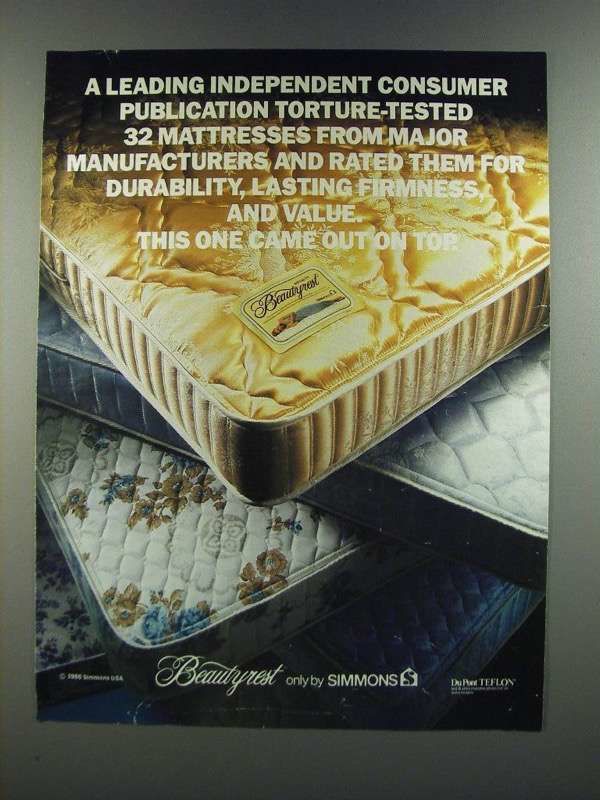 A LEADING INDEPENDENT CONSUMER
PUBLICATION TORTURE-TESTED
32 MATTRESSES FROM MAJOR
MANUFACTURERS AND RATED THEM FOR
DURABILITY, LASTING FIRMNESS,
AND VALUE.
THIS ONE CAME OUT ON TOP.
Beautyrest
© 1986 Simmons USA
Beautyrest only by SIMMONS
Du Pont TEFLON